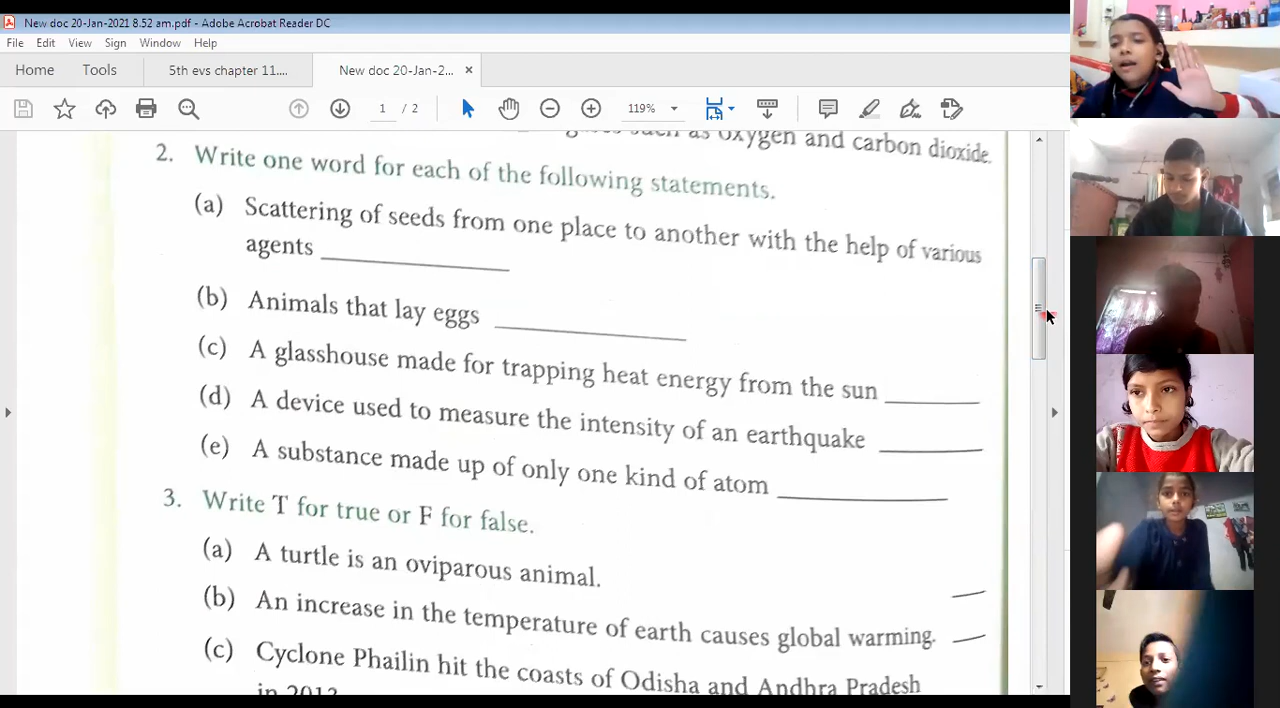 New doc 20-Jan-2021 8.52 am.pdf - Adobe Acrobat Reader DC
File Edit View Sign Window Help
Home Tools 5th evs chapter 11.... New doc 20-Jan-2... ×
1 / 2 119%
such as oxygen and carbon dioxide.
2. Write one word for each of the following statements.
(a) Scattering of seeds from one place to another with the help of various
agents
(b) Animals that lay eggs
(c) A glasshouse made for trapping heat energy from the sun
(d) A device used to measure the intensity of an earthquake
(e) A substance made up of only one kind of atom
3. Write T for true or F for false.
(a) A turtle is an oviparous animal.
(b) An increase in the temperature of earth causes global warming.
(c) Cyclone Phailin hit the coasts of Odisha and Andhra Pradesh